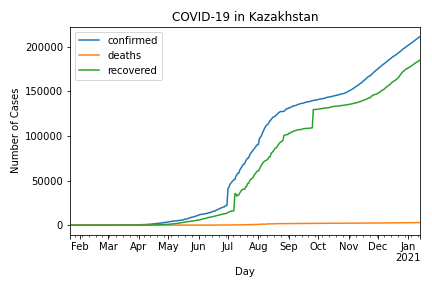 COVID-19 in Kazakhstan
confirmed
deaths
recovered
Number of Cases
200000
150000
100000
50000
0
Feb Mar Apr May Jun Jul Aug Sep Oct Nov Dec Jan
2021
Day